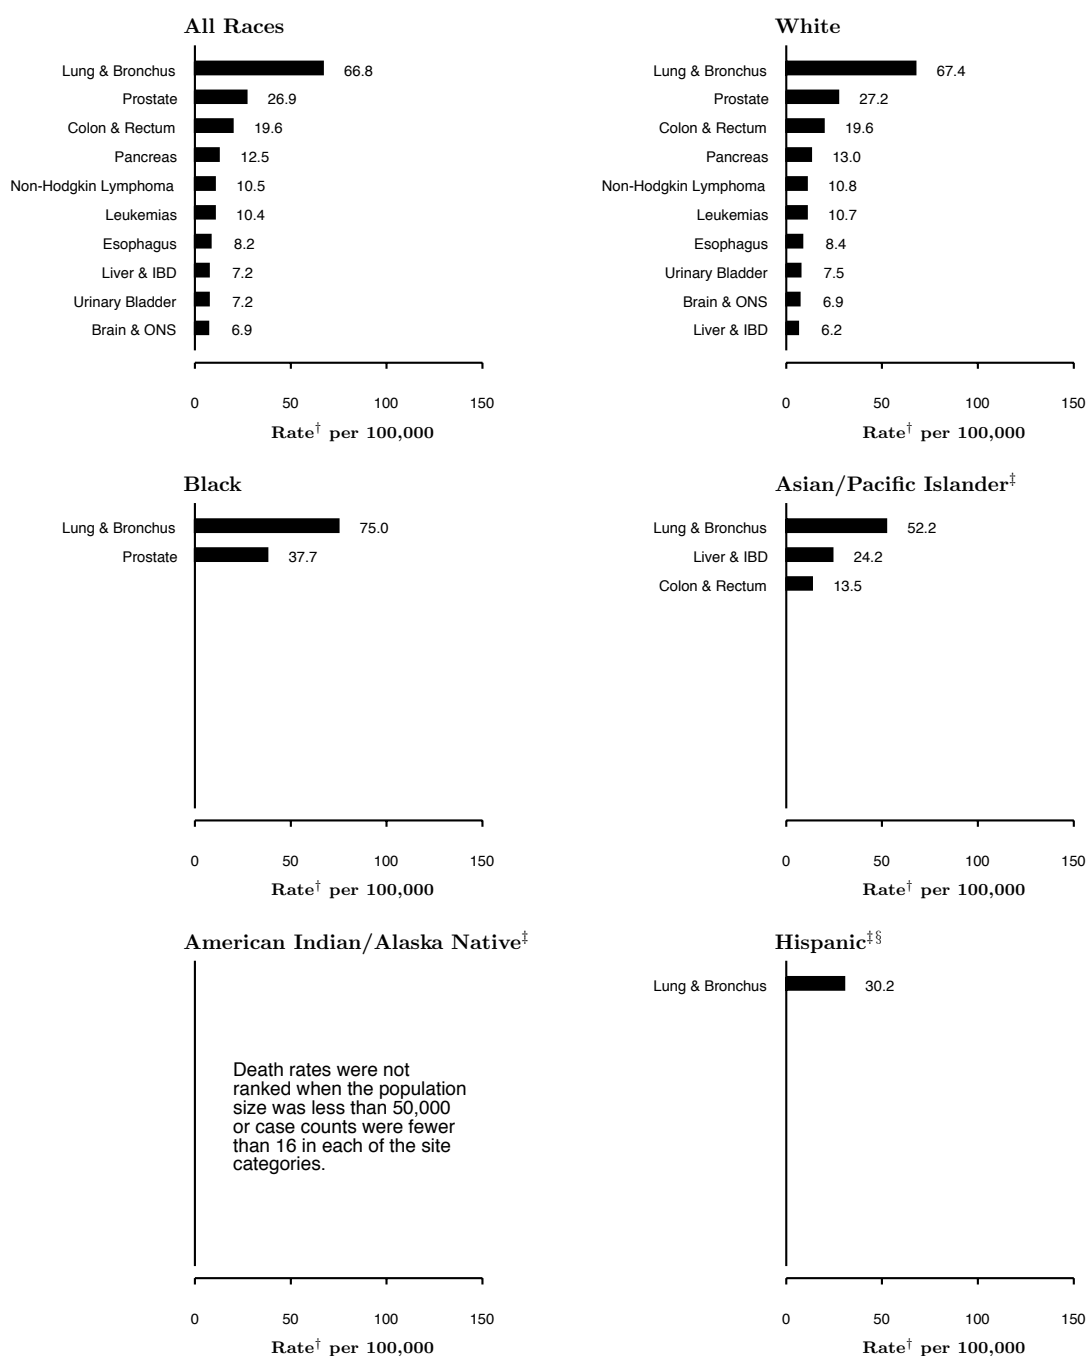 All Races
Lung & Bronchus 66.8
Prostate 26.9
Colon & Rectum 19.6
Pancreas 12.5
Non-Hodgkin Lymphoma 10.5
Leukemias 10.4
Esophagus 8.2
Liver & IBD 7.2
Urinary Bladder 7.2
Brain & ONS 6.9
0 50 100 150
Rate† per 100,000
White
Lung & Bronchus 67.4
Prostate 27.2
Colon & Rectum 19.6
Pancreas 13.0
Non-Hodgkin Lymphoma 10.8
Leukemias 10.7
Esophagus 8.4
Urinary Bladder 7.5
Brain & ONS 6.9
Liver & IBD 6.2
0 50 100 150
Rate† per 100,000
Black
Lung & Bronchus 75.0
Prostate 37.7
0 50 100 150
Rate† per 100,000
Asian/Pacific Islander‡
Lung & Bronchus 52.2
Liver & IBD 24.2
Colon & Rectum 13.5
0 50 100 150
Rate† per 100,000
American Indian/Alaska Native‡
Death rates were not
ranked when the population
size was less than 50,000
or case counts were fewer
than 16 in each of the site
categories.
0 50 100 150
Rate† per 100,000
Hispanic‡§
Lung & Bronchus 30.2
0 50 100 150
Rate† per 100,000